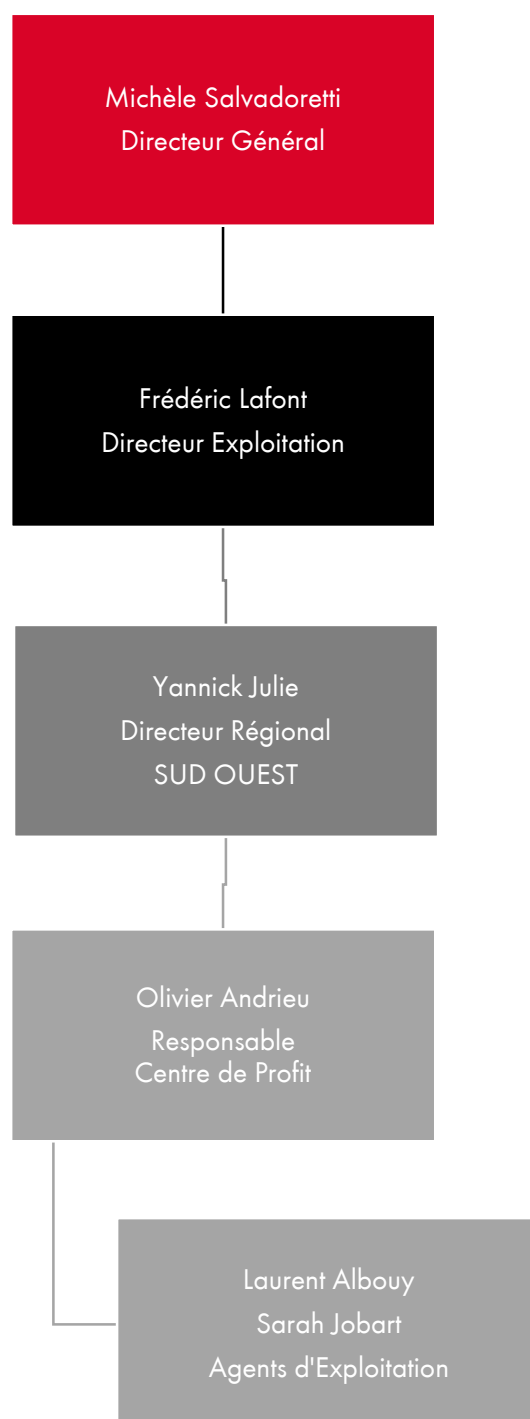 Michèle Salvadoretti
Directeur Général
Frédéric Lafont
Directeur Exploitation
Yannick Julie
Directeur Régional
SUD OUEST
Olivier Andrieu
Responsable
Centre de Profit
Laurent Albouy
Sarah Jobart
Agents d'Exploitation